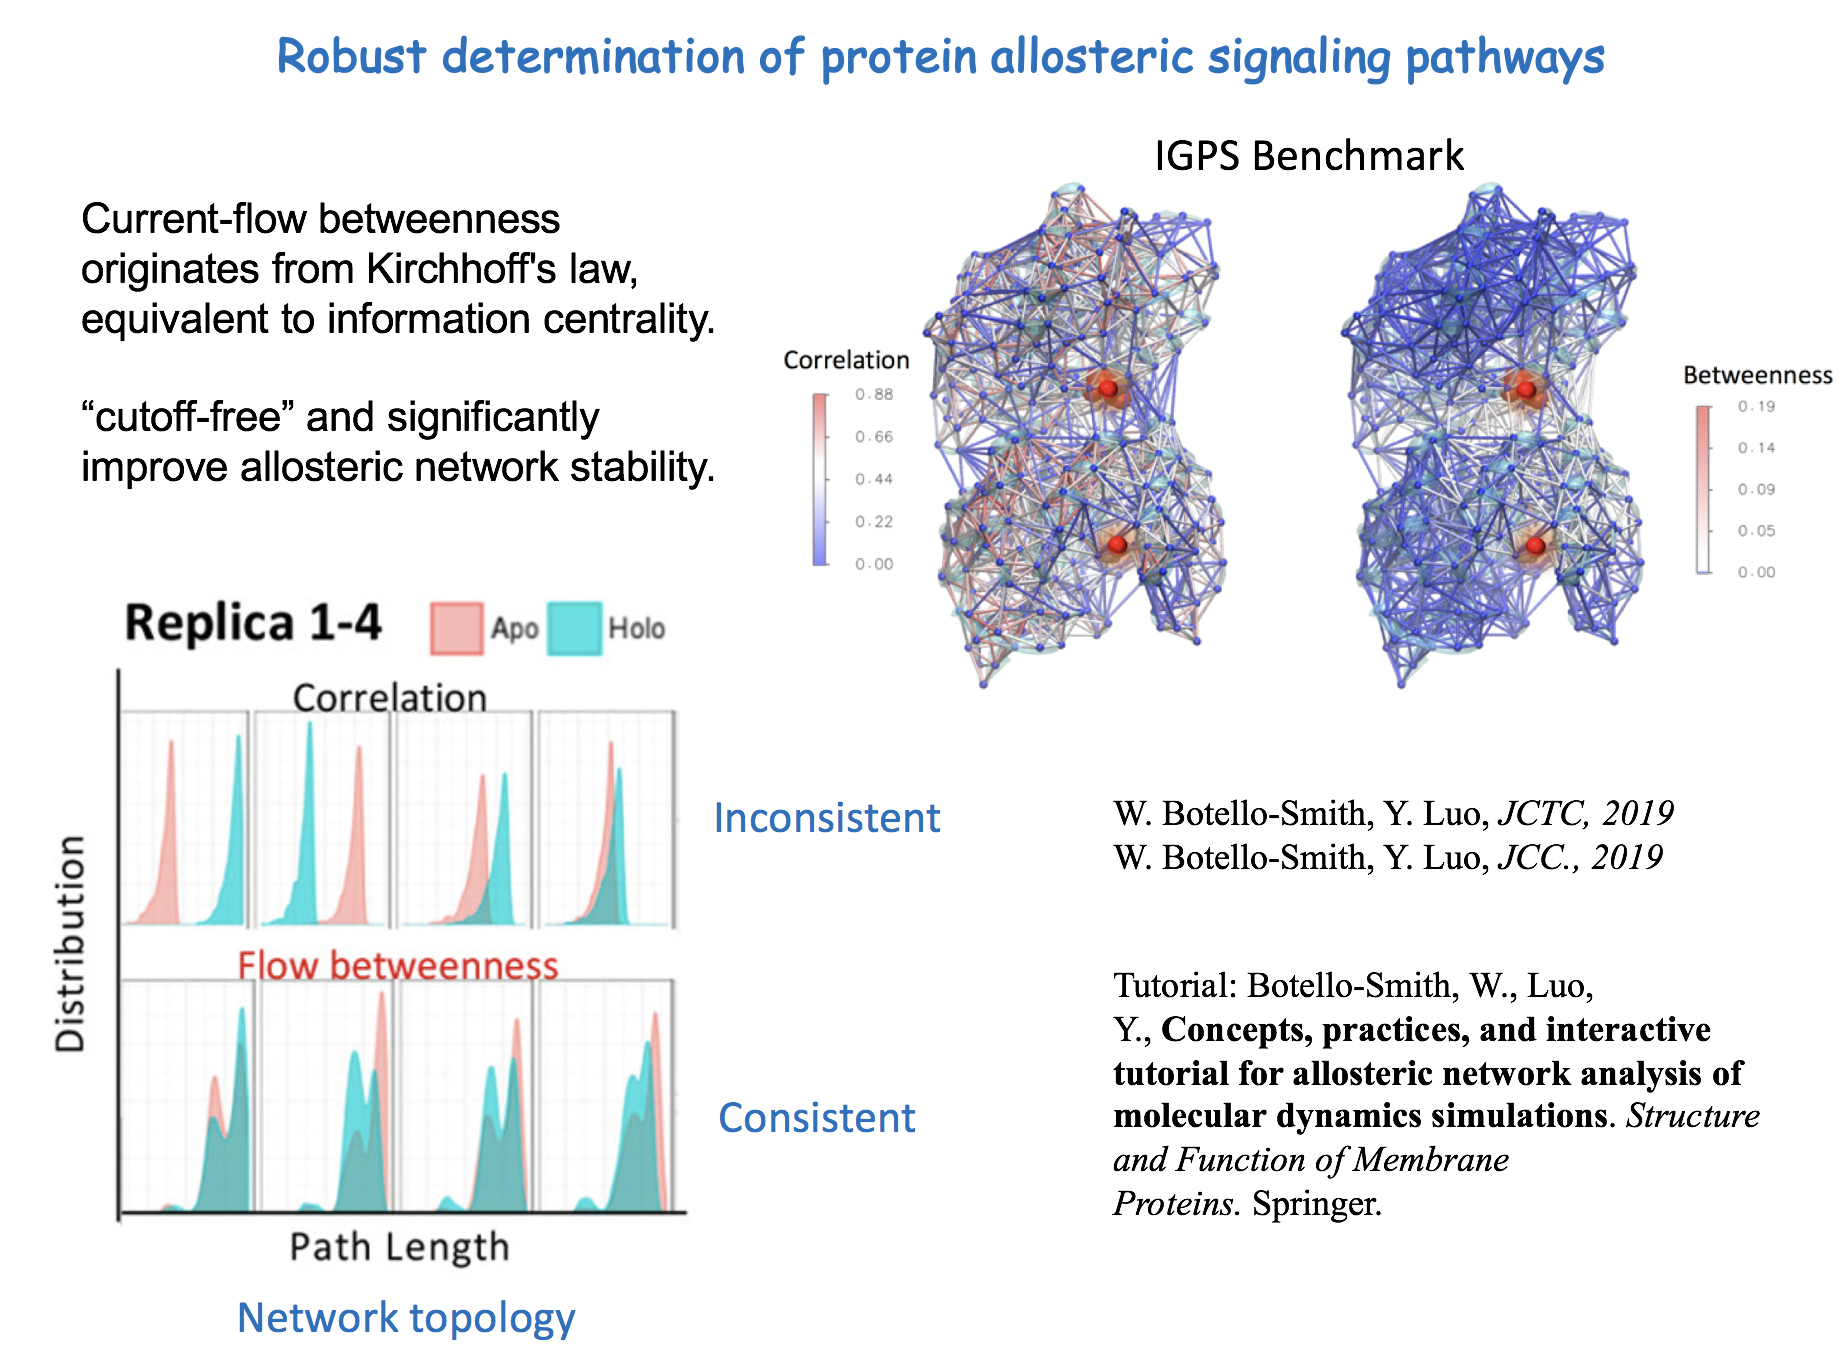 Robust determination of protein allosteric signaling pathways
Current-flow betweenness
originates from Kirchhoff's law,
equivalent to information centrality.
“cutoff-free” and significantly
improve allosteric network stability.
IGPS Benchmark
Correlation
0.88
0.66
0.44
0.22
0.00
Betweenness
0.19
0.14
0.09
0.05
0.00
Replica 1-4
Apo
Holo
Correlation
Flow betweenness
Distribution
Path Length
Network topology
Inconsistent
Consistent
W. Botello-Smith, Y. Luo, JCTC, 2019
W. Botello-Smith, Y. Luo, JCC., 2019
Tutorial: Botello-Smith, W., Luo,
Y., Concepts, practices, and interactive
tutorial for allosteric network analysis of
molecular dynamics simulations. Structure
and Function of Membrane
Proteins. Springer.